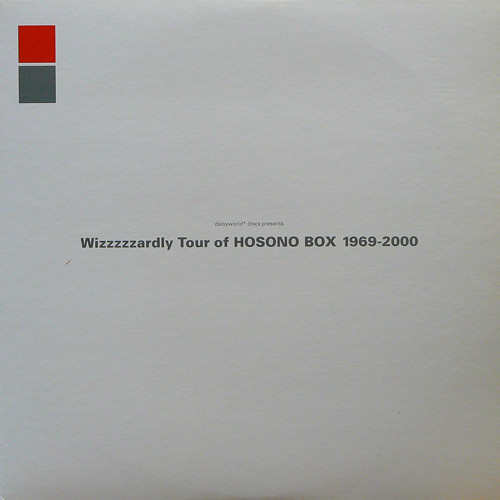 daisyworld* discs presents
Wizzzzzardly Tour of HOSONO BOX 1969-2000